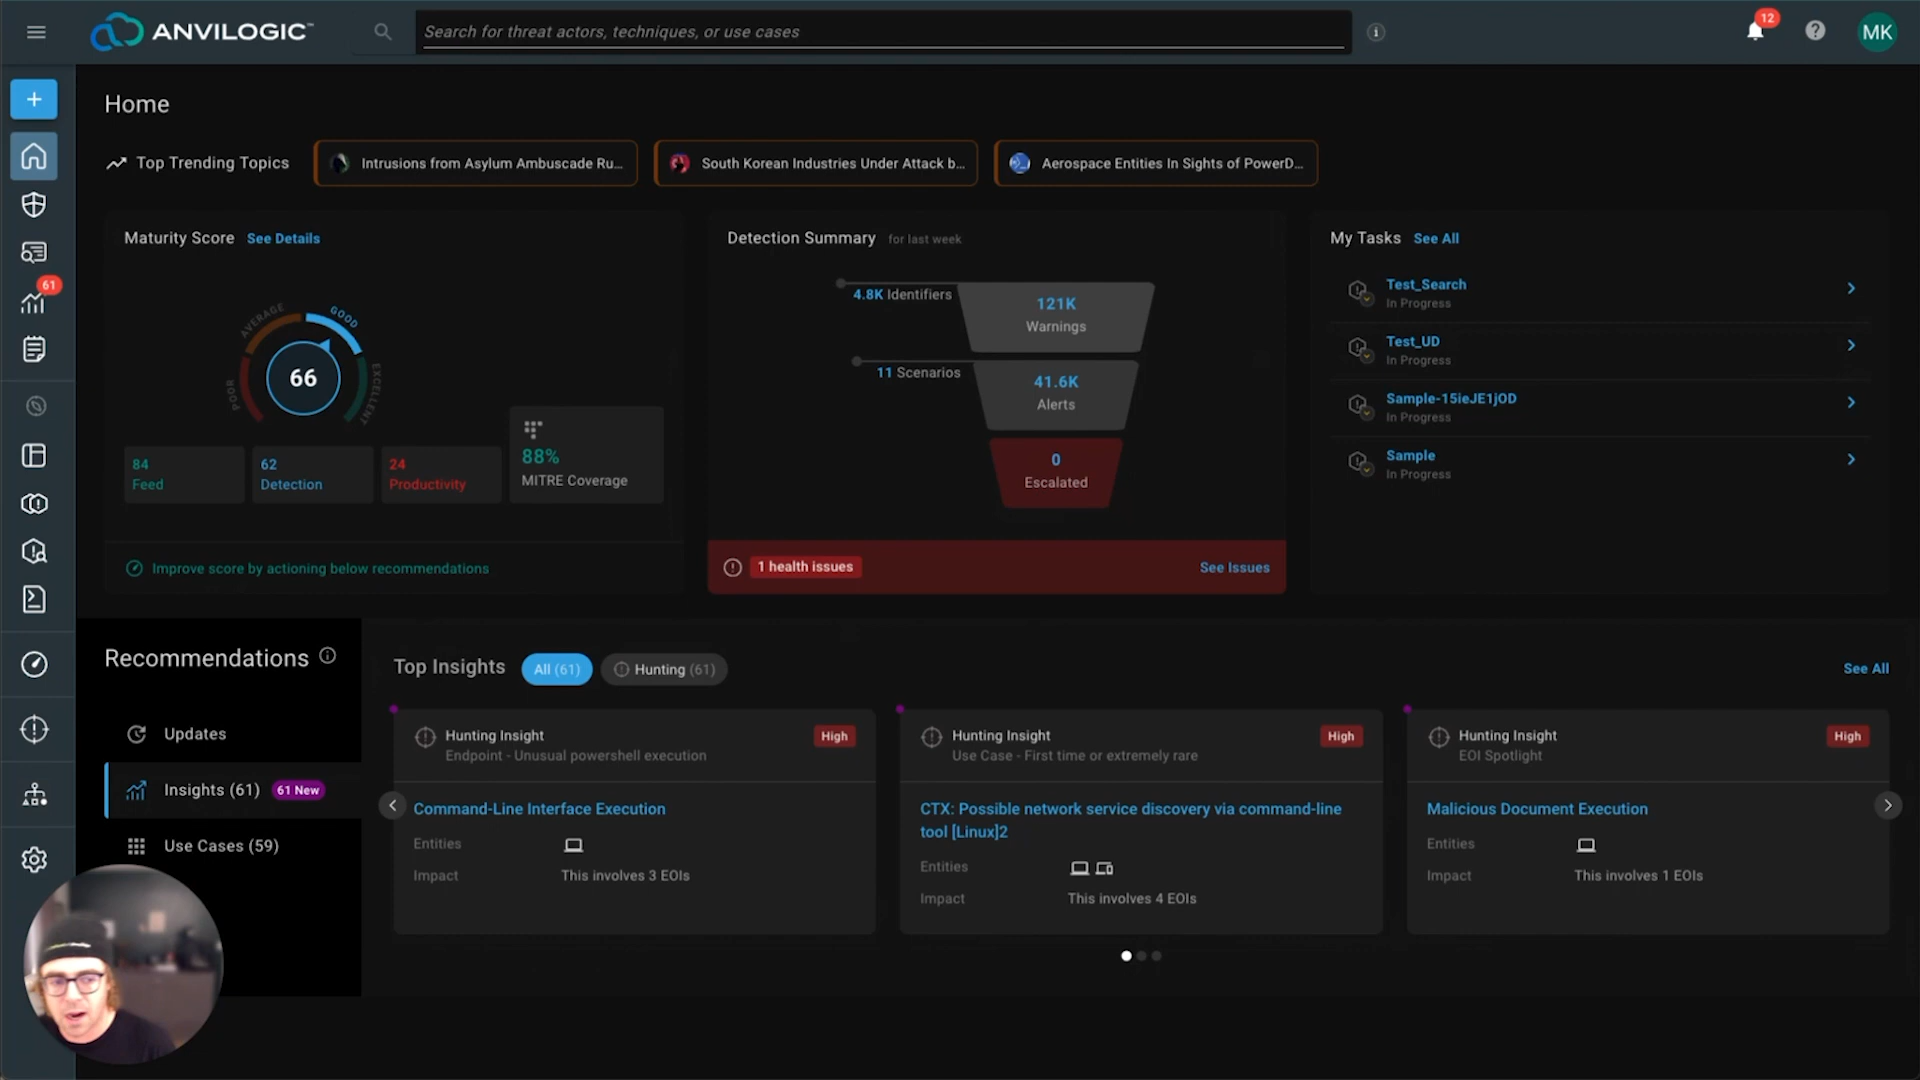 ANVILOGIC™
Search for threat actors, techniques, or use cases
12
MK
Home
Top Trending Topics
Intrusions from Asylum Ambuscade Ru...
South Korean Industries Under Attack b...
Aerospace Entities In Sights of PowerD...
61
Maturity Score See Details
POOR
AVERAGE
GOOD
EXCELLENT
66
84
Feed
62
Detection
24
Productivity
88%
MITRE Coverage
Improve score by actioning below recommendations
Detection Summary for last week
4.8K Identifiers
121K
Warnings
11 Scenarios
41.6K
Alerts
0
Escalated
1 health issues
See Issues
My Tasks See All
Test_Search
In Progress
Test_UD
In Progress
Sample-15ieJE1jOD
In Progress
Sample
In Progress
Recommendations
Updates
Insights (61) 61 New
Use Cases (59)
Top Insights All (61) Hunting (61)
See All
Hunting Insight High
Endpoint - Unusual powershell execution
Command-Line Interface Execution
Entities
Impact This involves 3 EOIs
Hunting Insight High
Use Case - First time or extremely rare
CTX: Possible network service discovery via command-line
tool [Linux]2
Entities
Impact This involves 4 EOIs
Hunting Insight High
EOI Spotlight
Malicious Document Execution
Entities
Impact This involves 1 EOIs